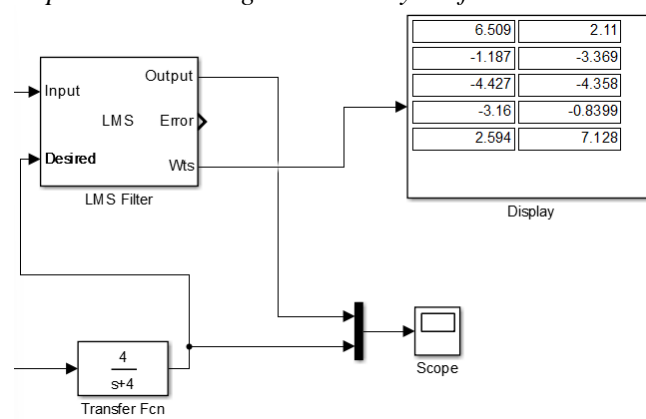 6.509 2.11
-1.187 -3.369
-4.427 -4.358
-3.16 -0.8399
2.594 7.128
Display
Input
Output
LMS
Error
Desired
Wts
LMS Filter
Scope
4
s+4
Transfer Fcn